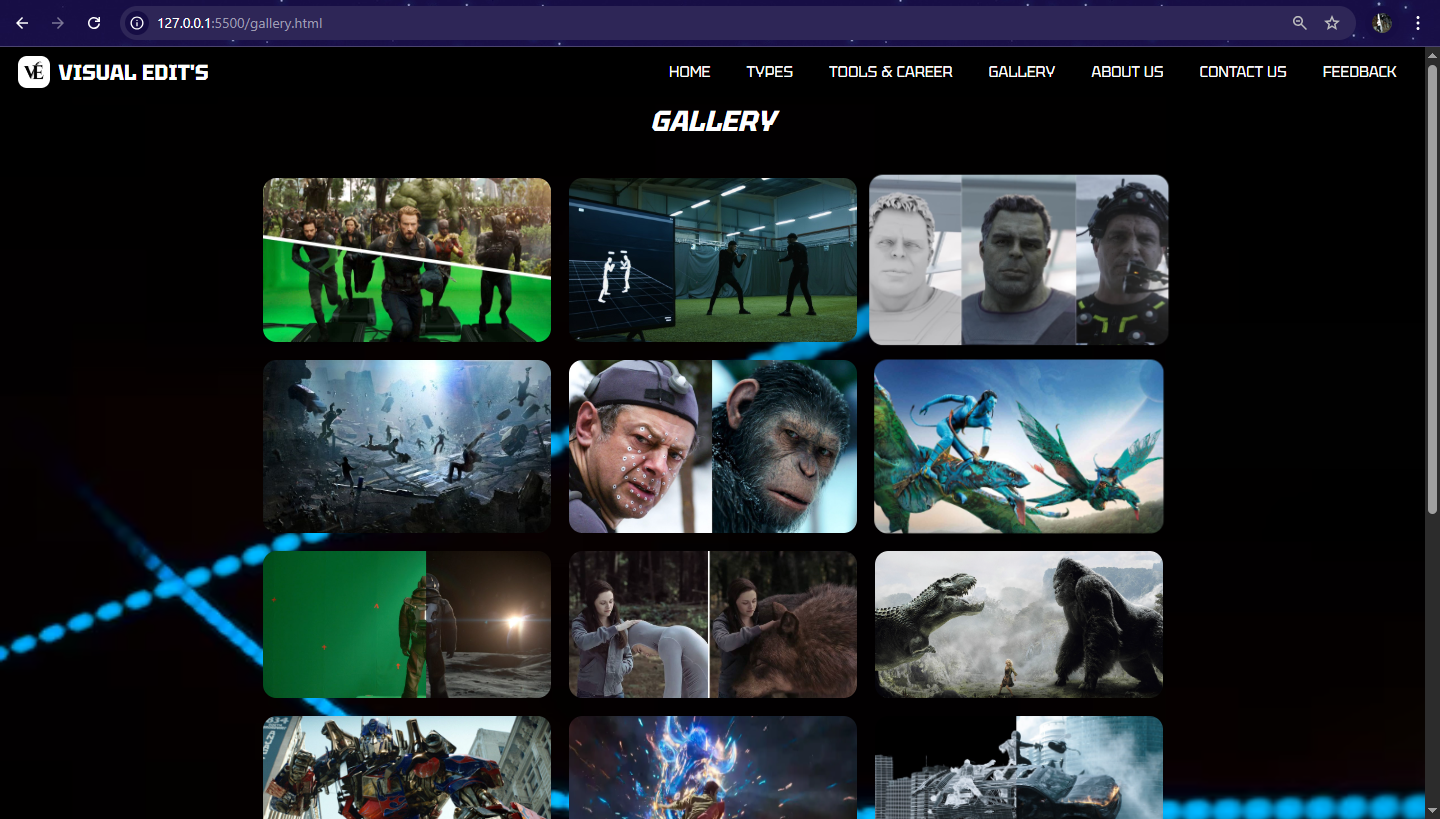 127.0.0.1:5500/gallery.html
VE VISUAL EDIT'S
HOME TYPES TOOLS & CAREER GALLERY ABOUT US CONTACT US FEEDBACK
GALLERY